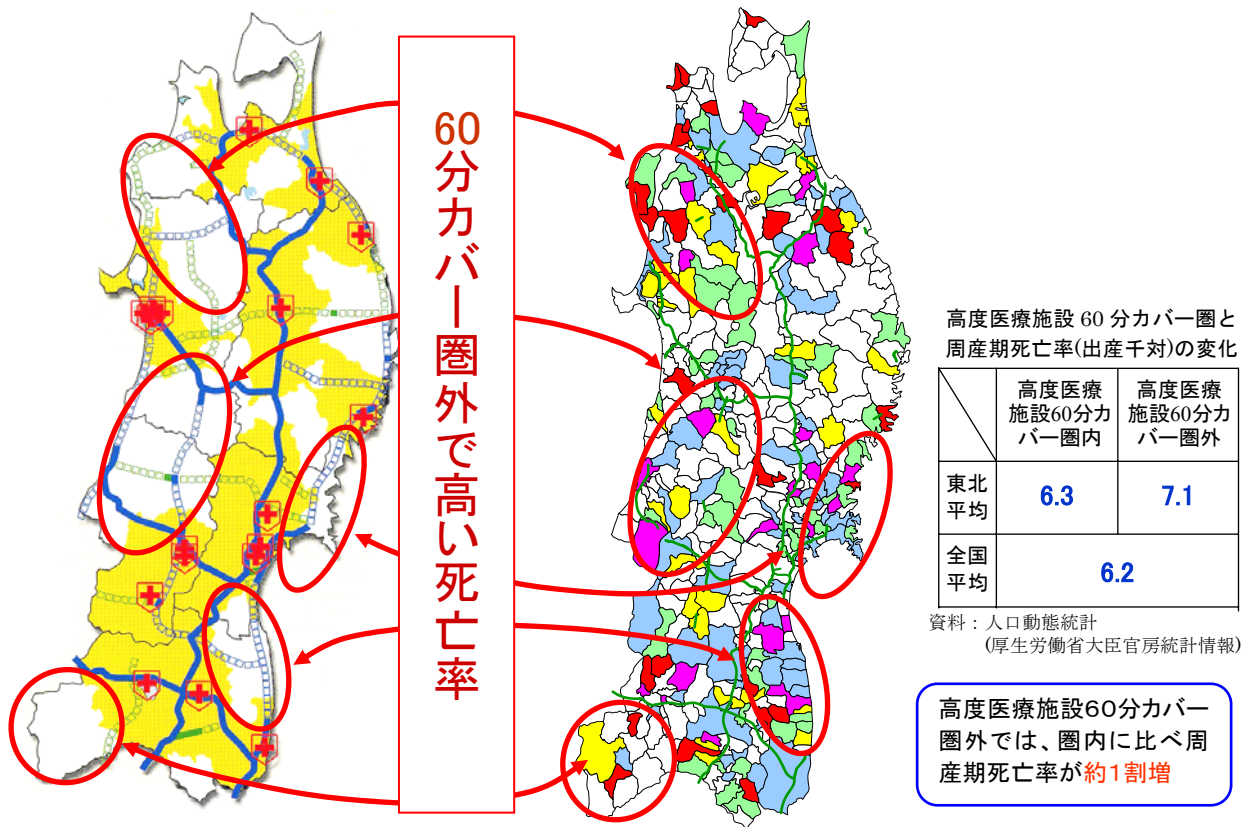 60分カバー圏外で高い死亡率
高度医療施設 60 分カバー圏と
周産期死亡率(出産千対)の変化
高度医療
施設60分カ
バー圏内
高度医療
施設60分カ
バー圏外
東北
平均
6.3
7.1
全国
平均
6.2
資料：人口動態統計
(厚生労働省大臣官房統計情報)
高度医療施設60分カバー
圏外では、圏内に比べ周
産期死亡率が約1割増